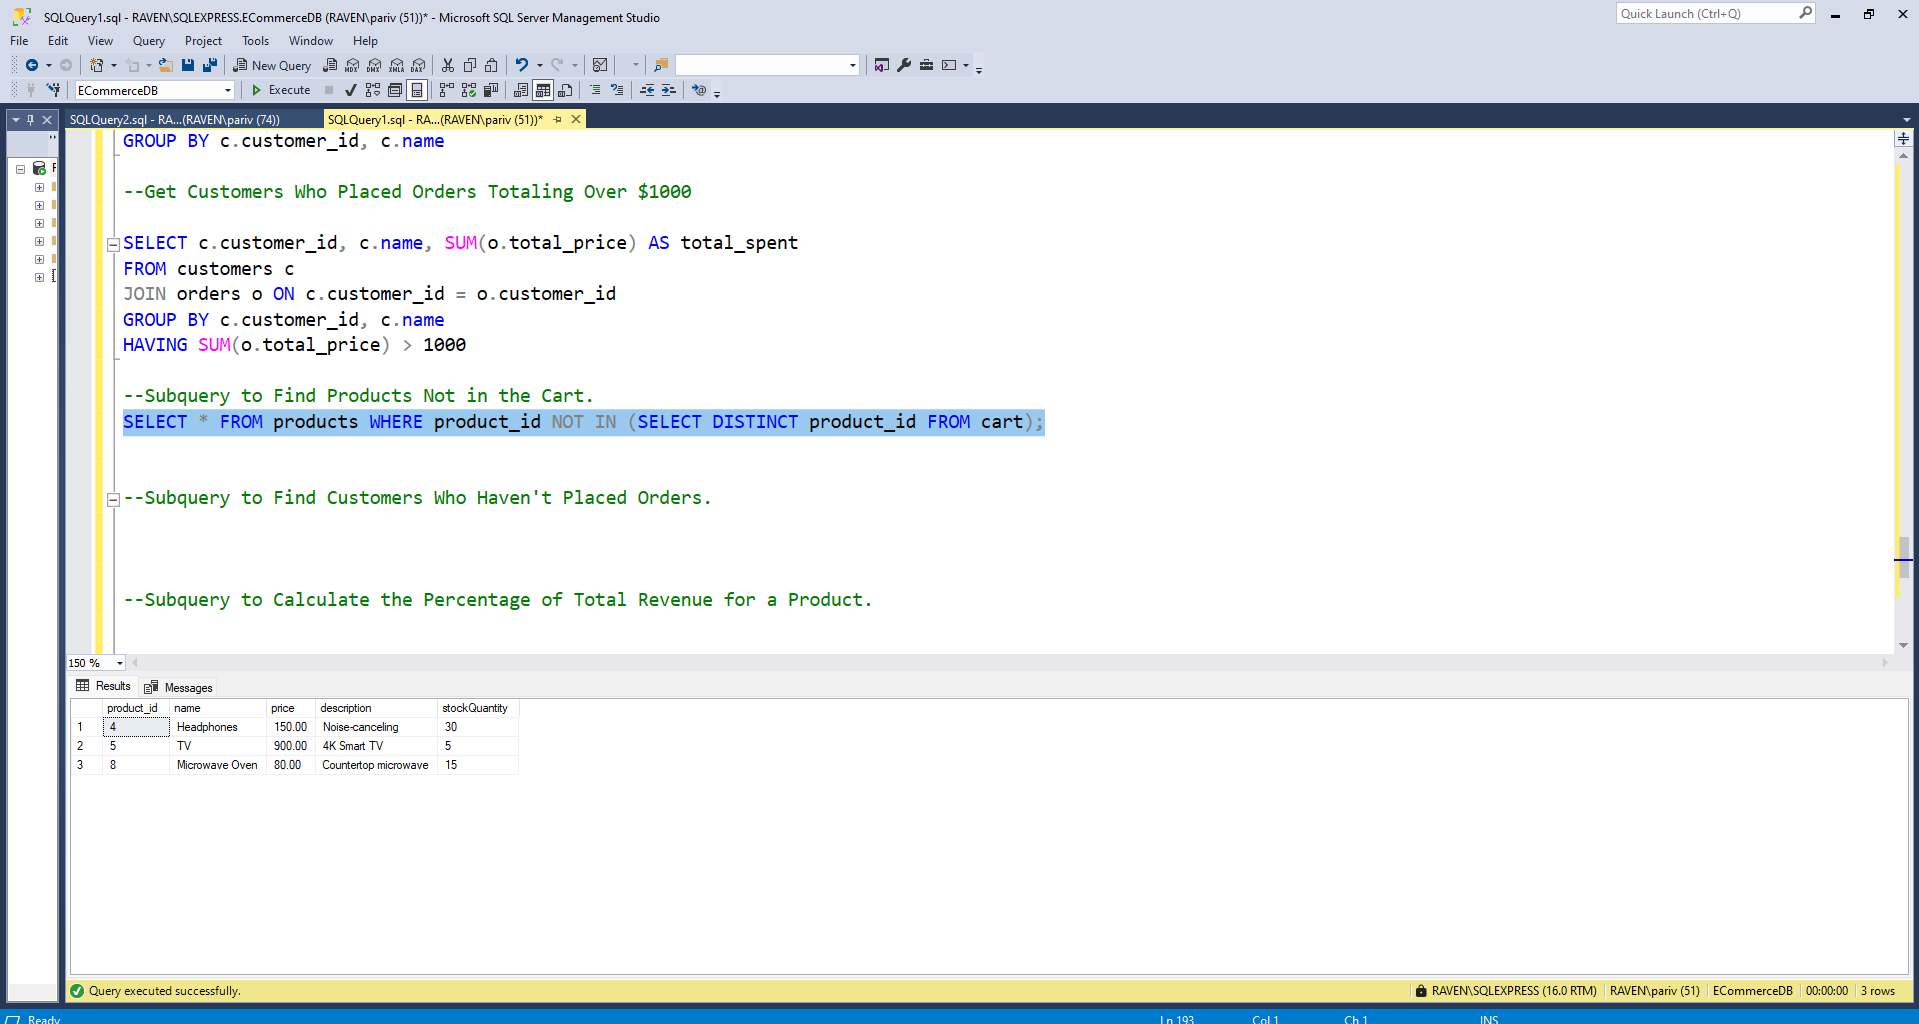 SQLQuery1.sql - RAVEN\SQLEXPRESS.ECommerceDB (RAVEN\pariv (51))* - Microsoft SQL Server Management Studio
Quick Launch (Ctrl+Q)
File Edit View Query Project Tools Window Help
New Query MDX DMX XMLA DAX
ECommerceDB Execute
SQLQuery2.sql - RA...(RAVEN\pariv (74)) SQLQuery1.sql - RA...(RAVEN\pariv (51))*
GROUP BY c.customer_id, c.name
--Get Customers Who Placed Orders Totaling Over $1000
SELECT c.customer_id, c.name, SUM(o.total_price) AS total_spent
FROM customers c
JOIN orders o ON c.customer_id = o.customer_id
GROUP BY c.customer_id, c.name
HAVING SUM(o.total_price) > 1000
--Subquery to Find Products Not in the Cart.
SELECT * FROM products WHERE product_id NOT IN (SELECT DISTINCT product_id FROM cart);
--Subquery to Find Customers Who Haven't Placed Orders.
--Subquery to Calculate the Percentage of Total Revenue for a Product.
150 %
Results Messages
product_id name price description stockQuantity
1 4 Headphones 150.00 Noise-canceling 30
2 5 TV 900.00 4K Smart TV 5
3 8 Microwave Oven 80.00 Countertop microwave 15
Query executed successfully. RAVEN\SQLEXPRESS (16.0 RTM) RAVEN\pariv (51) ECommerceDB 00:00:00 3 rows
Ready Ln 193 Col 1 Ch 1 INS